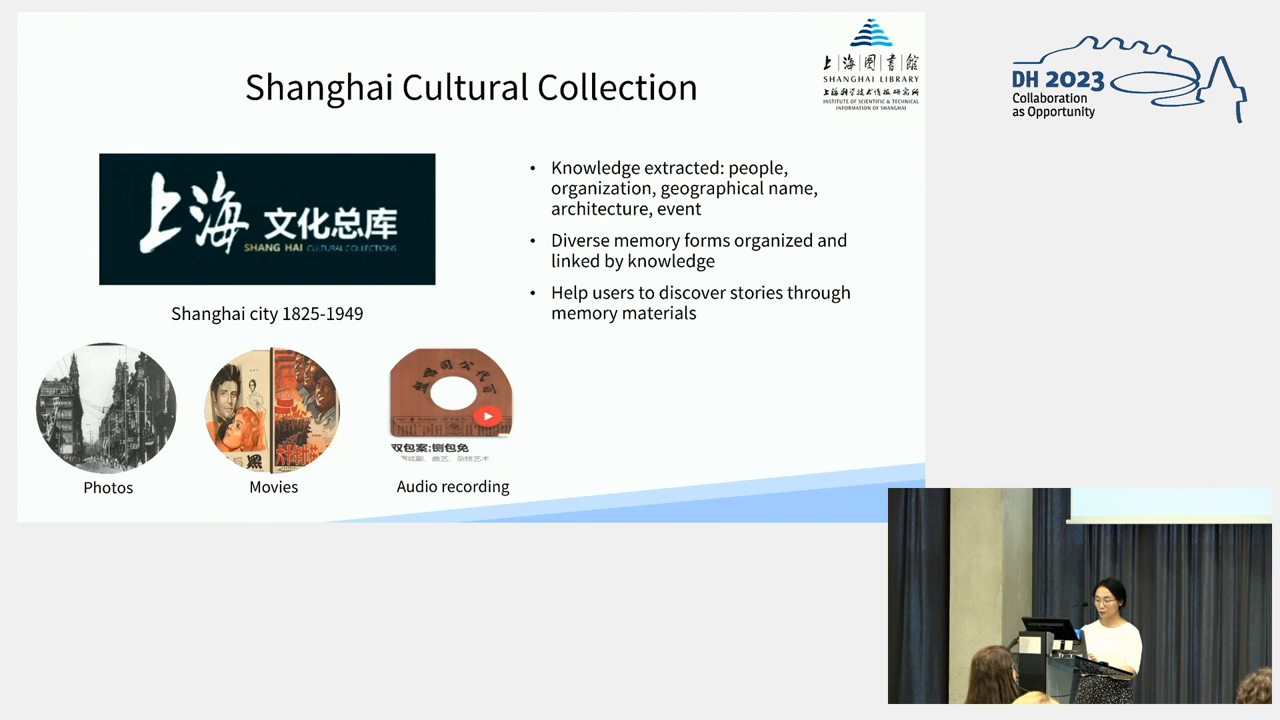 Shanghai Cultural Collection
上海圖書館
SHANGHAI LIBRARY
上海科学技术情报研究所
INSTITUTE OF SCIENTIFIC & TECHNICAL
INFORMATION OF SHANGHAI
DH 2023
Collaboration
as Opportunity
上海 文化总库
SHANG HAI CULTURAL COLLECTIONS
Shanghai city 1825-1949
• Knowledge extracted: people,
organization, geographical name,
architecture, event
• Diverse memory forms organized and
linked by knowledge
• Help users to discover stories through
memory materials
黑
双包案;铡包免
Photos
Movies
Audio recording